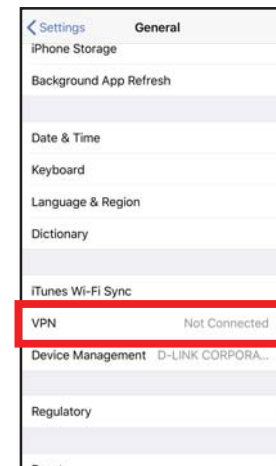 Settings General
iPhone Storage
Background App Refresh
Date & Time
Keyboard
Language & Region
Dictionary
iTunes Wi-Fi Sync
VPN Not Connected
Device Management D-LINK CORPORA...
Regulatory